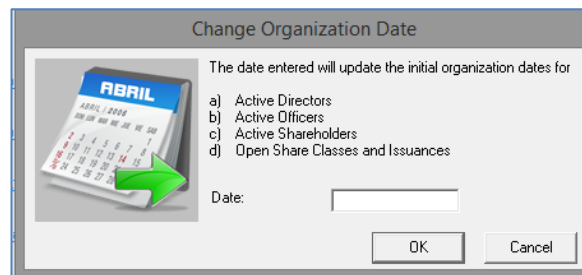 Change Organization Date
The date entered will update the initial organization dates for
ABRIL
ABRIL / 2006
a) Active Directors
b) Active Officers
c) Active Shareholders
d) Open Share Classes and Issuances
Date:
OK
Cancel